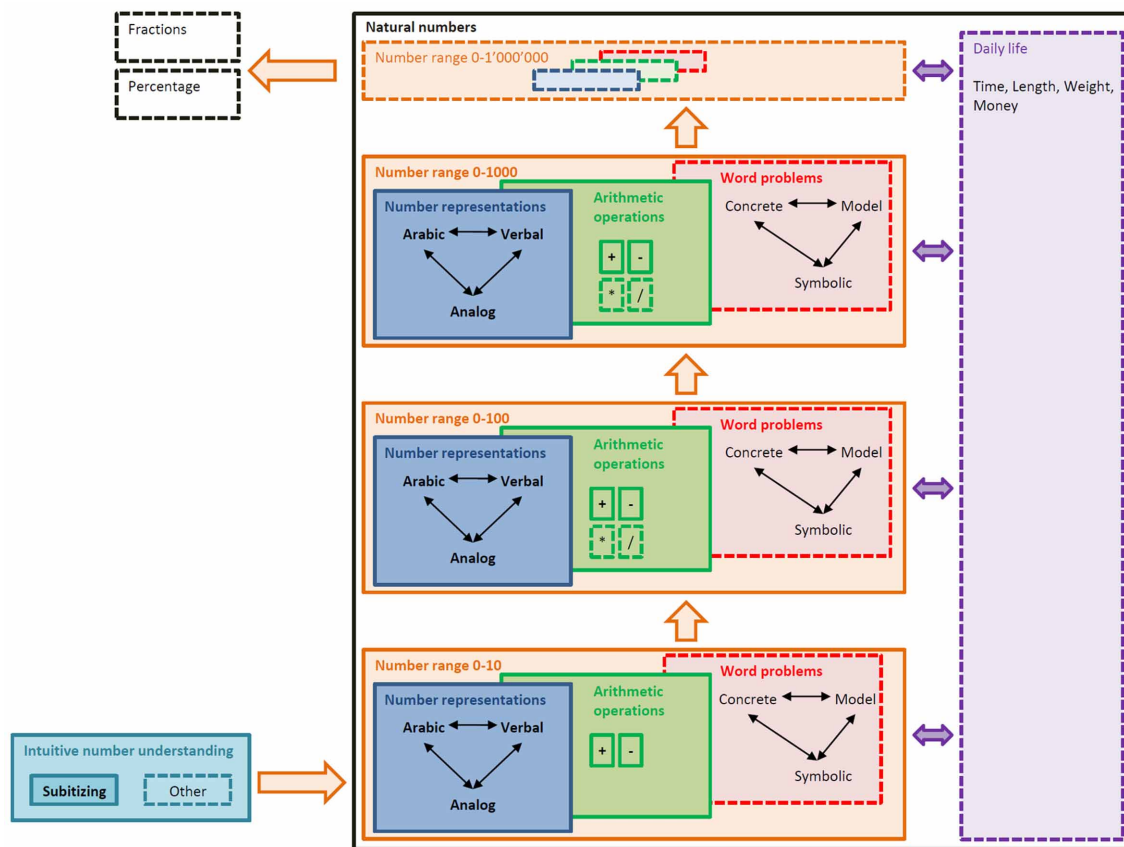 Fractions
Percentage
Natural numbers
Number range 0-1'000'000
Daily life
Time, Length, Weight,
Money
Number range 0-1000
Number representations
Arabic
Verbal
Analog
Arithmetic
operations
+
-
*
/
Word problems
Concrete
Model
Symbolic
Number range 0-100
Number representations
Arabic
Verbal
Analog
Arithmetic
operations
+
-
*
/
Word problems
Concrete
Model
Symbolic
Number range 0-10
Number representations
Arabic
Verbal
Analog
Arithmetic
operations
+
-
Word problems
Concrete
Model
Symbolic
Intuitive number understanding
Subitizing
Other